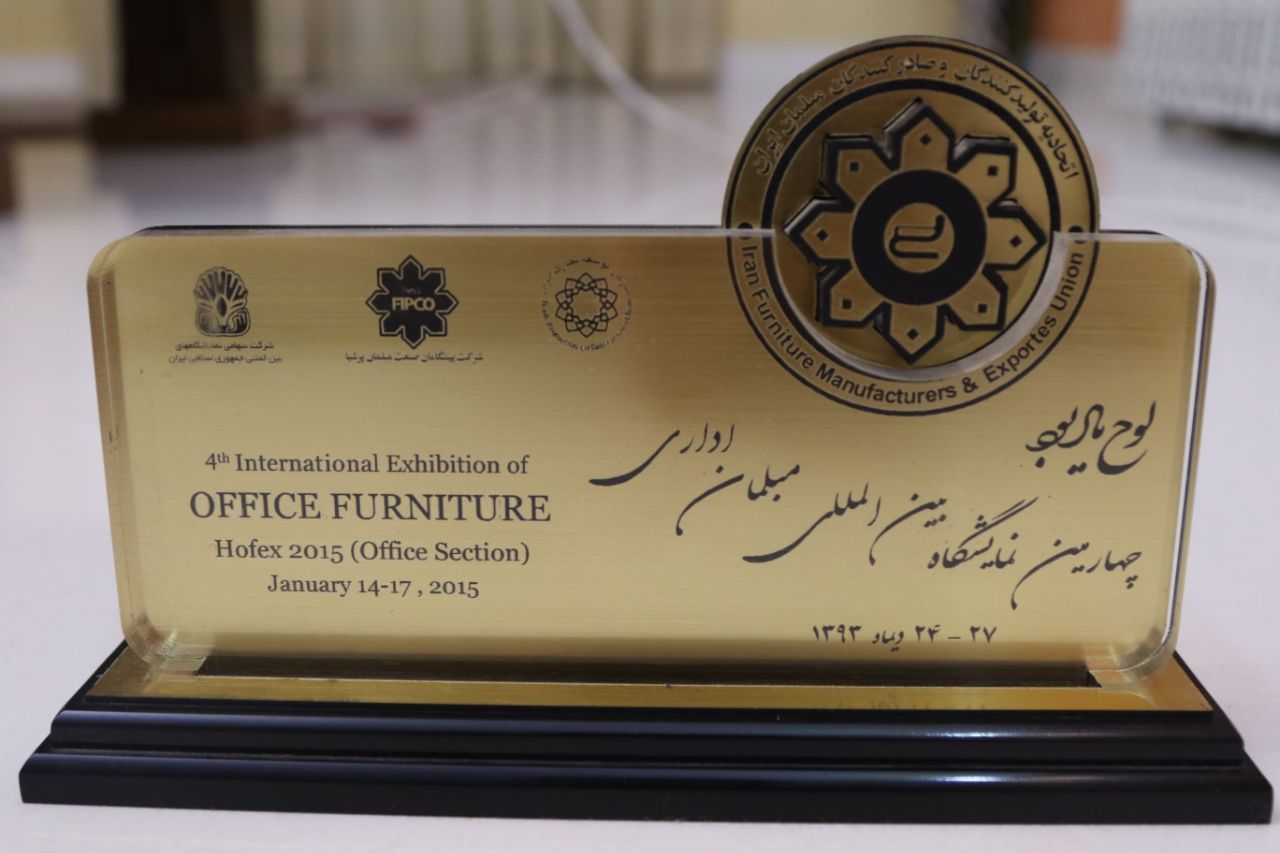 اتحادیه تولیدکنندگان و صادرکنندگان مبلمان ایران
Iran Furniture Manufacturers & Exportes Union
شرکت سهامی نمایشگاههای
بین المللی جمهوری اسلامی ایران
FIPCO
شرکت پیشگامان صنعت مبلمان پرشیا
لوح یادبود
چهارمین نمایشگاه بین المللی مبلمان اداری
۲۴ - ۲۷ دیماه ۱۳۹۳
4th International Exhibition of
OFFICE FURNITURE
Hofex 2015 (Office Section)
January 14-17 , 2015